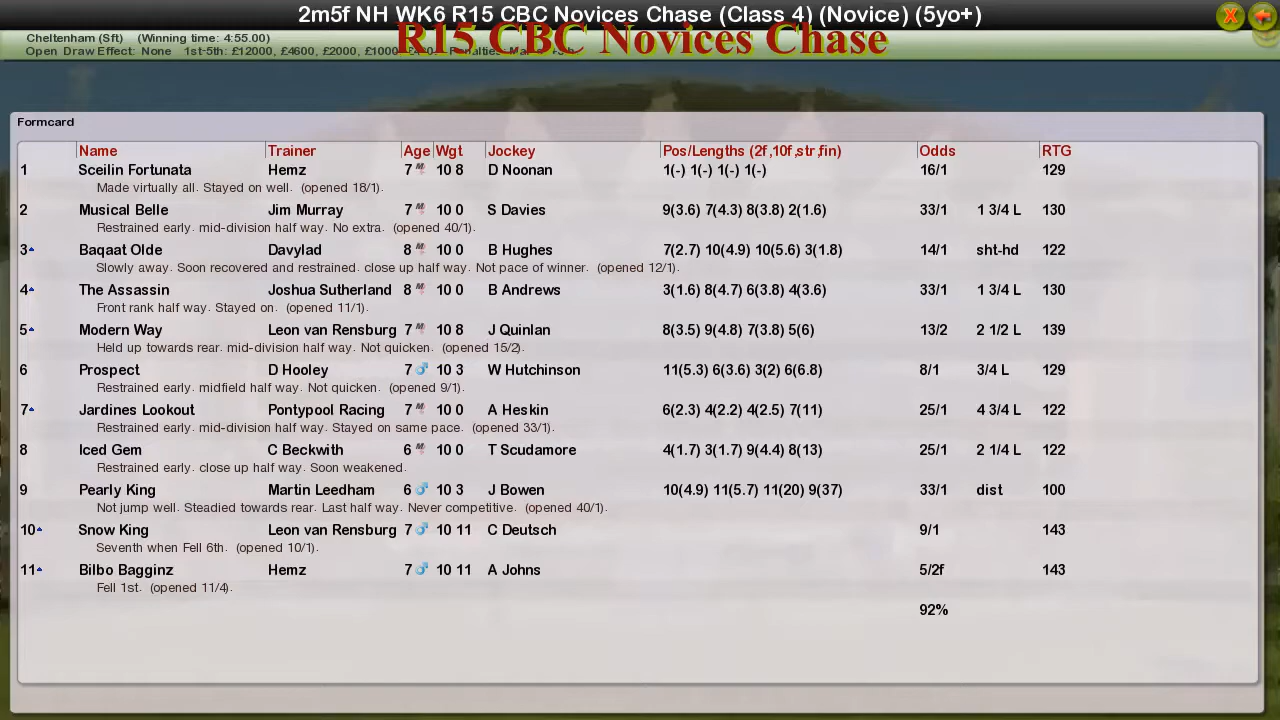 2m5f NH WK6 R15 CBC Novices Chase (Class 4) (Novice) (5yo+)
R15 CBC Novices Chase
Cheltenham (Sft) (Winning time: 4:55.00)
Open Draw Effect: None 1st-5th: £12000, £4600, £2000, £1000,
Formcard
Name Trainer Age Wgt Jockey Pos/Lengths (2f,10f,str,fin) Odds RTG
1 Sceilin Fortunata Hemz 7 10 8 D Noonan 1(-) 1(-) 1(-) 1(-) 16/1 129
Made virtually all. Stayed on well. (opened 18/1).
2 Musical Belle Jim Murray 7 10 0 S Davies 9(3.6) 7(4.3) 8(3.8) 2(1.6) 33/1 1 3/4 L 130
Restrained early. mid-division half way. No extra. (opened 40/1).
3 Baqaat Olde Davylad 8 10 0 B Hughes 7(2.7) 10(4.9) 10(5.6) 3(1.8) 14/1 sht-hd 122
Slowly away. Soon recovered and restrained. close up half way. Not pace of winner. (opened 12/1).
4 The Assassin Joshua Sutherland 8 10 0 B Andrews 3(1.6) 8(4.7) 6(3.8) 4(3.6) 33/1 1 3/4 L 130
Front rank half way. Stayed on. (opened 11/1).
5 Modern Way Leon van Rensburg 7 10 8 J Quinlan 8(3.5) 9(4.8) 7(3.8) 5(6) 13/2 2 1/2 L 139
Held up towards rear. mid-division half way. Not quicken. (opened 15/2).
6 Prospect D Hooley 7 10 3 W Hutchinson 11(5.3) 6(3.6) 3(2) 6(6.8) 8/1 3/4 L 129
Restrained early. midfield half way. Not quicken. (opened 9/1).
7 Jardines Lookout Pontypool Racing 7 10 0 A Heskin 6(2.3) 4(2.2) 4(2.5) 7(11) 25/1 4 3/4 L 122
Restrained early. mid-division half way. Stayed on same pace. (opened 33/1).
8 Iced Gem C Beckwith 6 10 0 T Scudamore 4(1.7) 3(1.7) 9(4.4) 8(13) 25/1 2 1/4 L 122
Restrained early. close up half way. Soon weakened.
9 Pearly King Martin Leedham 6 10 3 J Bowen 10(4.9) 11(5.7) 11(20) 9(37) 33/1 dist 100
Not jump well. Steadied towards rear. Last half way. Never competitive. (opened 40/1).
10 Snow King Leon van Rensburg 7 10 11 C Deutsch 9/1 143
Seventh when Fell 6th. (opened 10/1).
11 Bilbo Bagginz Hemz 7 10 11 A Johns 5/2f 143
Fell 1st. (opened 11/4).
92%